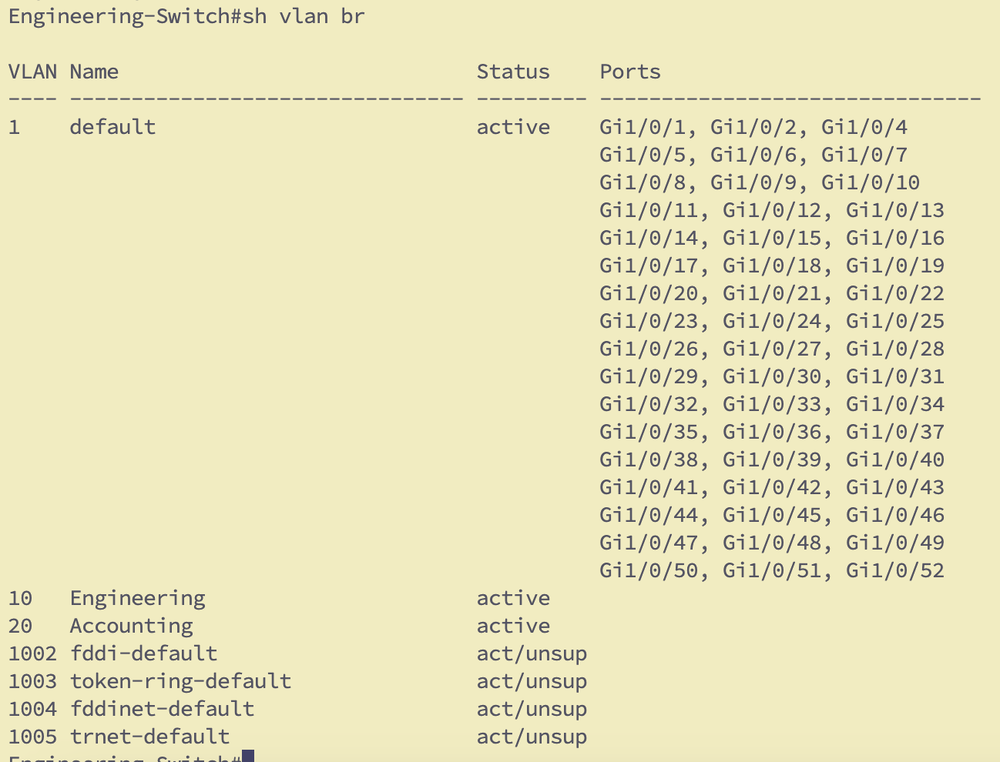 Engineering-Switch#sh vlan br
VLAN Name                             Status    Ports
---- -------------------------------- --------- -------------------------------
1    default                          active    Gi1/0/1, Gi1/0/2, Gi1/0/4
                                                Gi1/0/5, Gi1/0/6, Gi1/0/7
                                                Gi1/0/8, Gi1/0/9, Gi1/0/10
                                                Gi1/0/11, Gi1/0/12, Gi1/0/13
                                                Gi1/0/14, Gi1/0/15, Gi1/0/16
                                                Gi1/0/17, Gi1/0/18, Gi1/0/19
                                                Gi1/0/20, Gi1/0/21, Gi1/0/22
                                                Gi1/0/23, Gi1/0/24, Gi1/0/25
                                                Gi1/0/26, Gi1/0/27, Gi1/0/28
                                                Gi1/0/29, Gi1/0/30, Gi1/0/31
                                                Gi1/0/32, Gi1/0/33, Gi1/0/34
                                                Gi1/0/35, Gi1/0/36, Gi1/0/37
                                                Gi1/0/38, Gi1/0/39, Gi1/0/40
                                                Gi1/0/41, Gi1/0/42, Gi1/0/43
                                                Gi1/0/44, Gi1/0/45, Gi1/0/46
                                                Gi1/0/47, Gi1/0/48, Gi1/0/49
                                                Gi1/0/50, Gi1/0/51, Gi1/0/52
10   Engineering                      active
20   Accounting                       active
1002 fddi-default                     act/unsup
1003 token-ring-default               act/unsup
1004 fddinet-default                  act/unsup
1005 trnet-default                    act/unsup
Engineering-Switch#